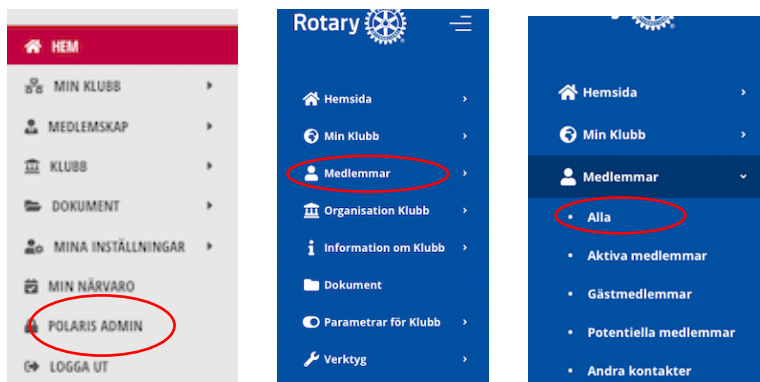 HEM
MIN KLUBB
MEDLEMSKAP
KLUBB
DOKUMENT
MINA INSTÄLLNINGAR
MIN NÄRVARO
POLARIS ADMIN
LOGGA UT
Rotary
Hemsida
Min Klubb
Medlemmar
Organisation Klubb
Information om Klubb
Dokument
Parametrar för Klubb
Verktyg
Hemsida
Min Klubb
Medlemmar
Alla
Aktiva medlemmar
Gästmedlemmar
Potentiella medlemmar
Andra kontakter